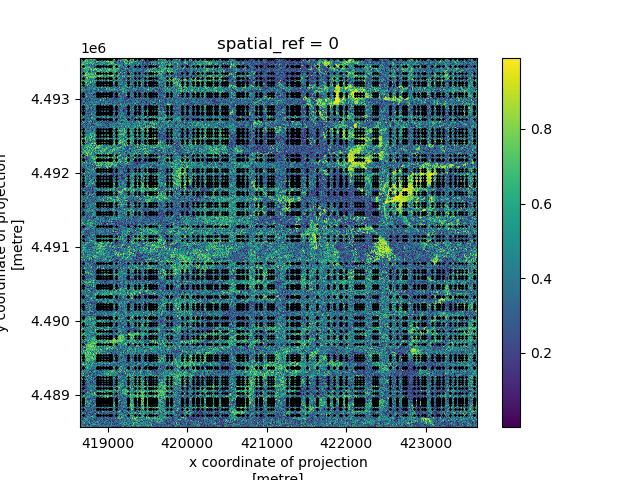 spatial_ref = 0
1e6
4.493
4.492
4.491
4.490
4.489
y coordinate of projection
[metre]
419000 420000 421000 422000 423000
x coordinate of projection
[metre]
0.8
0.6
0.4
0.2